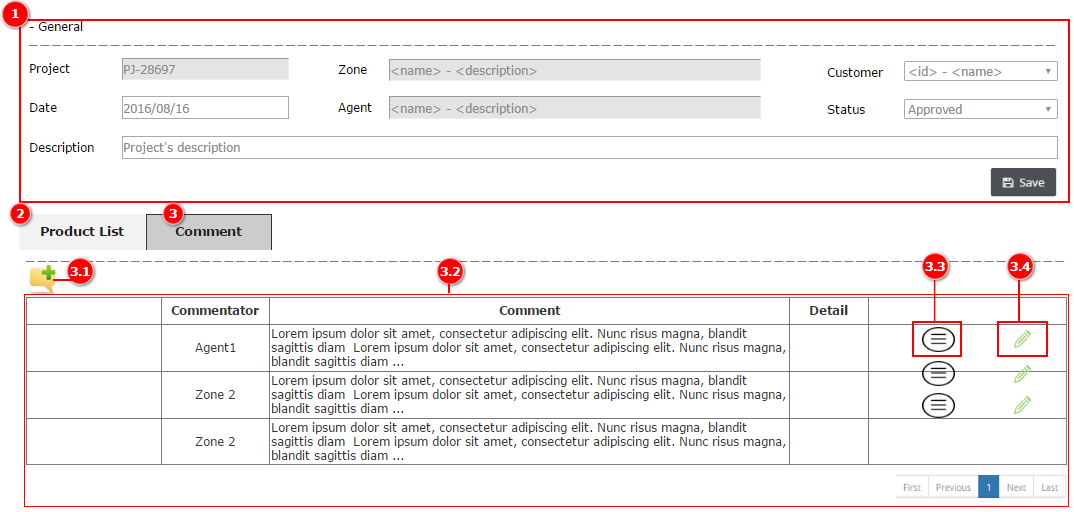 1
- General
Project PJ-28697 Zone <name> - <description> Customer <id> - <name>
Date 2016/08/16 Agent <name> - <description> Status Approved
Description Project's description
Save
2 3
Product List Comment
3.1 3.2 3.3 3.4
Commentator Comment Detail
Agent1
Lorem ipsum dolor sit amet, consectetur adipiscing elit. Nunc risus magna, blandit
sagittis diam  Lorem ipsum dolor sit amet, consectetur adipiscing elit. Nunc risus magna,
blandit sagittis diam ...
Zone 2
Lorem ipsum dolor sit amet, consectetur adipiscing elit. Nunc risus magna, blandit
sagittis diam  Lorem ipsum dolor sit amet, consectetur adipiscing elit. Nunc risus magna,
blandit sagittis diam ...
Zone 2
Lorem ipsum dolor sit amet, consectetur adipiscing elit. Nunc risus magna, blandit
sagittis diam  Lorem ipsum dolor sit amet, consectetur adipiscing elit. Nunc risus magna,
blandit sagittis diam ...
First Previous 1 Next Last